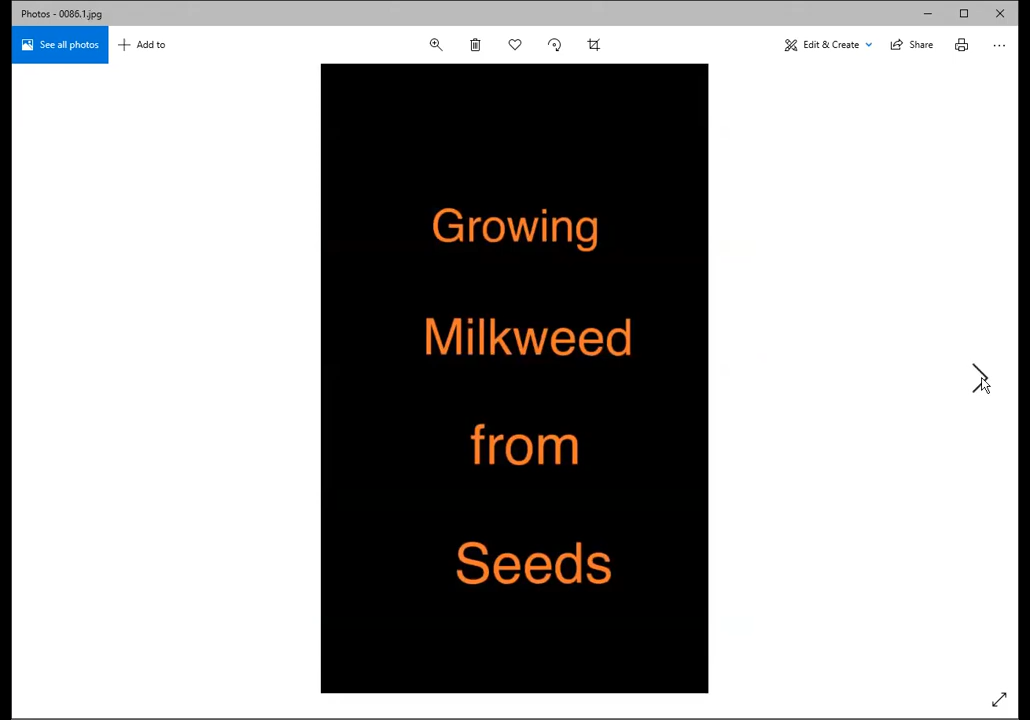 Photos - 0086.1.jpg
See all photos
Add to
Edit & Create
Share
Growing
Milkweed
from
Seeds